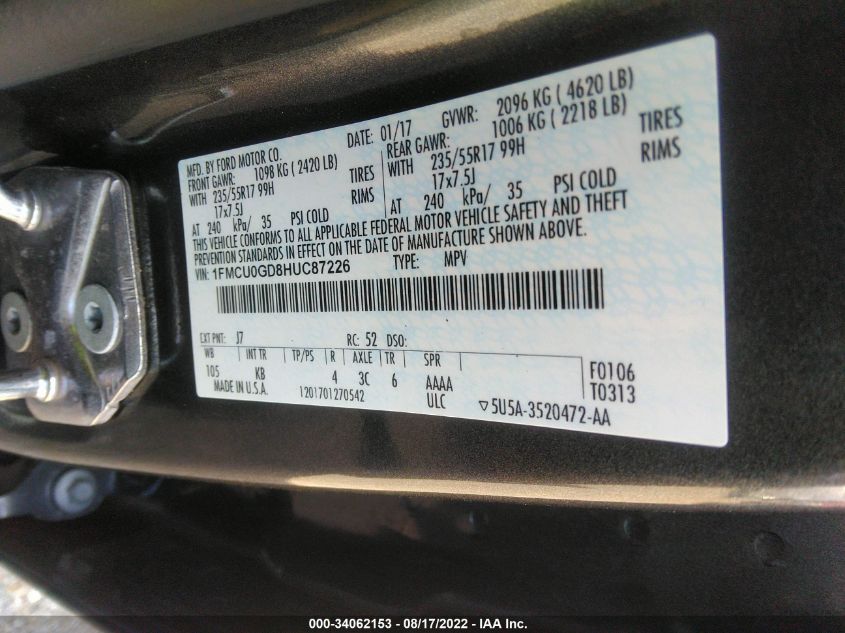 MFD. BY FORD MOTOR CO.
DATE: 01/17 GVWR: 2096 KG ( 4620 LB)
FRONT GAWR: 1098 KG ( 2420 LB)
REAR GAWR: 1006 KG ( 2218 LB)
WITH 235/55R17 99H TIRES
WITH 235/55R17 99H TIRES
17x7.5J RIMS
17x7.5J RIMS
AT 240 kPa/ 35 PSI COLD
AT 240 kPa/ 35 PSI COLD
THIS VEHICLE CONFORMS TO ALL APPLICABLE FEDERAL MOTOR VEHICLE SAFETY AND THEFT
PREVENTION STANDARDS IN EFFECT ON THE DATE OF MANUFACTURE SHOWN ABOVE.
VIN: 1FMCU0GD8HUC87226 TYPE: MPV
EXT PNT: J7 RC: 52 DSO:
WB INT TR TP/PS R AXLE TR SPR
105 KB 4 3C 6 AAAA F0106
MADE IN U.S.A. 1201701270542 ULC ▽5U5A-3520472-AA T0313
000-34062153 - 08/17/2022 - IAA Inc.